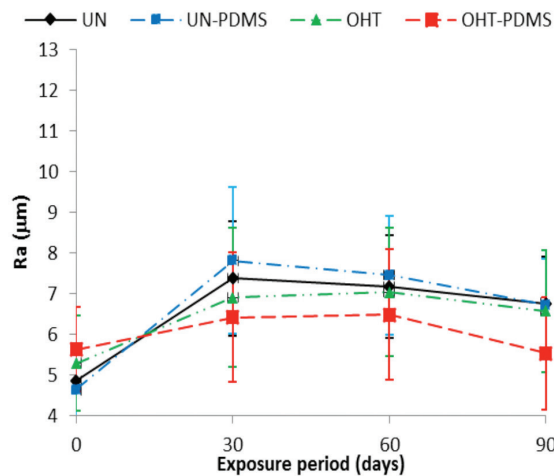 UN UN-PDMS OHT OHT-PDMS
13
12
11
10
9
8
7
6
5
4
Ra (µm)
0 30 60 90
Exposure period (days)